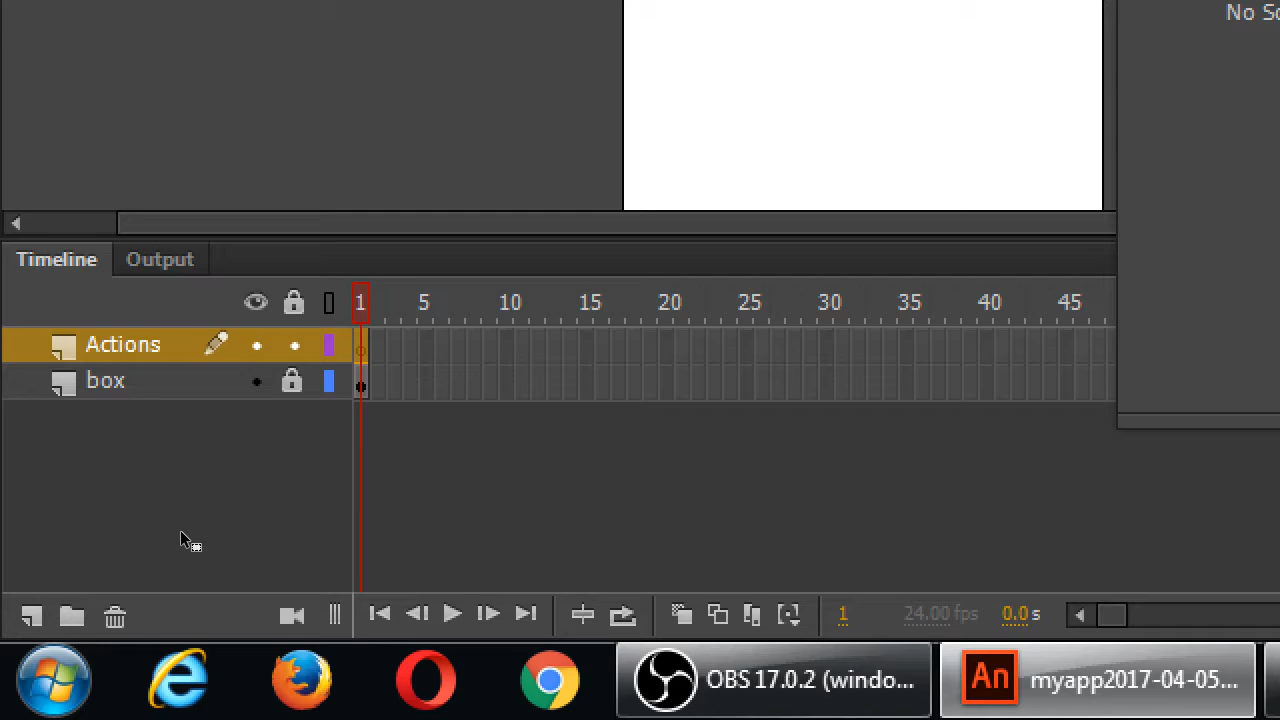 No Sc
Timeline Output
1 5 10 15 20 25 30 35 40 45
Actions
box
1 24.00 fps 0.0 s
OBS 17.0.2 (windo... An myapp2017-04-05...